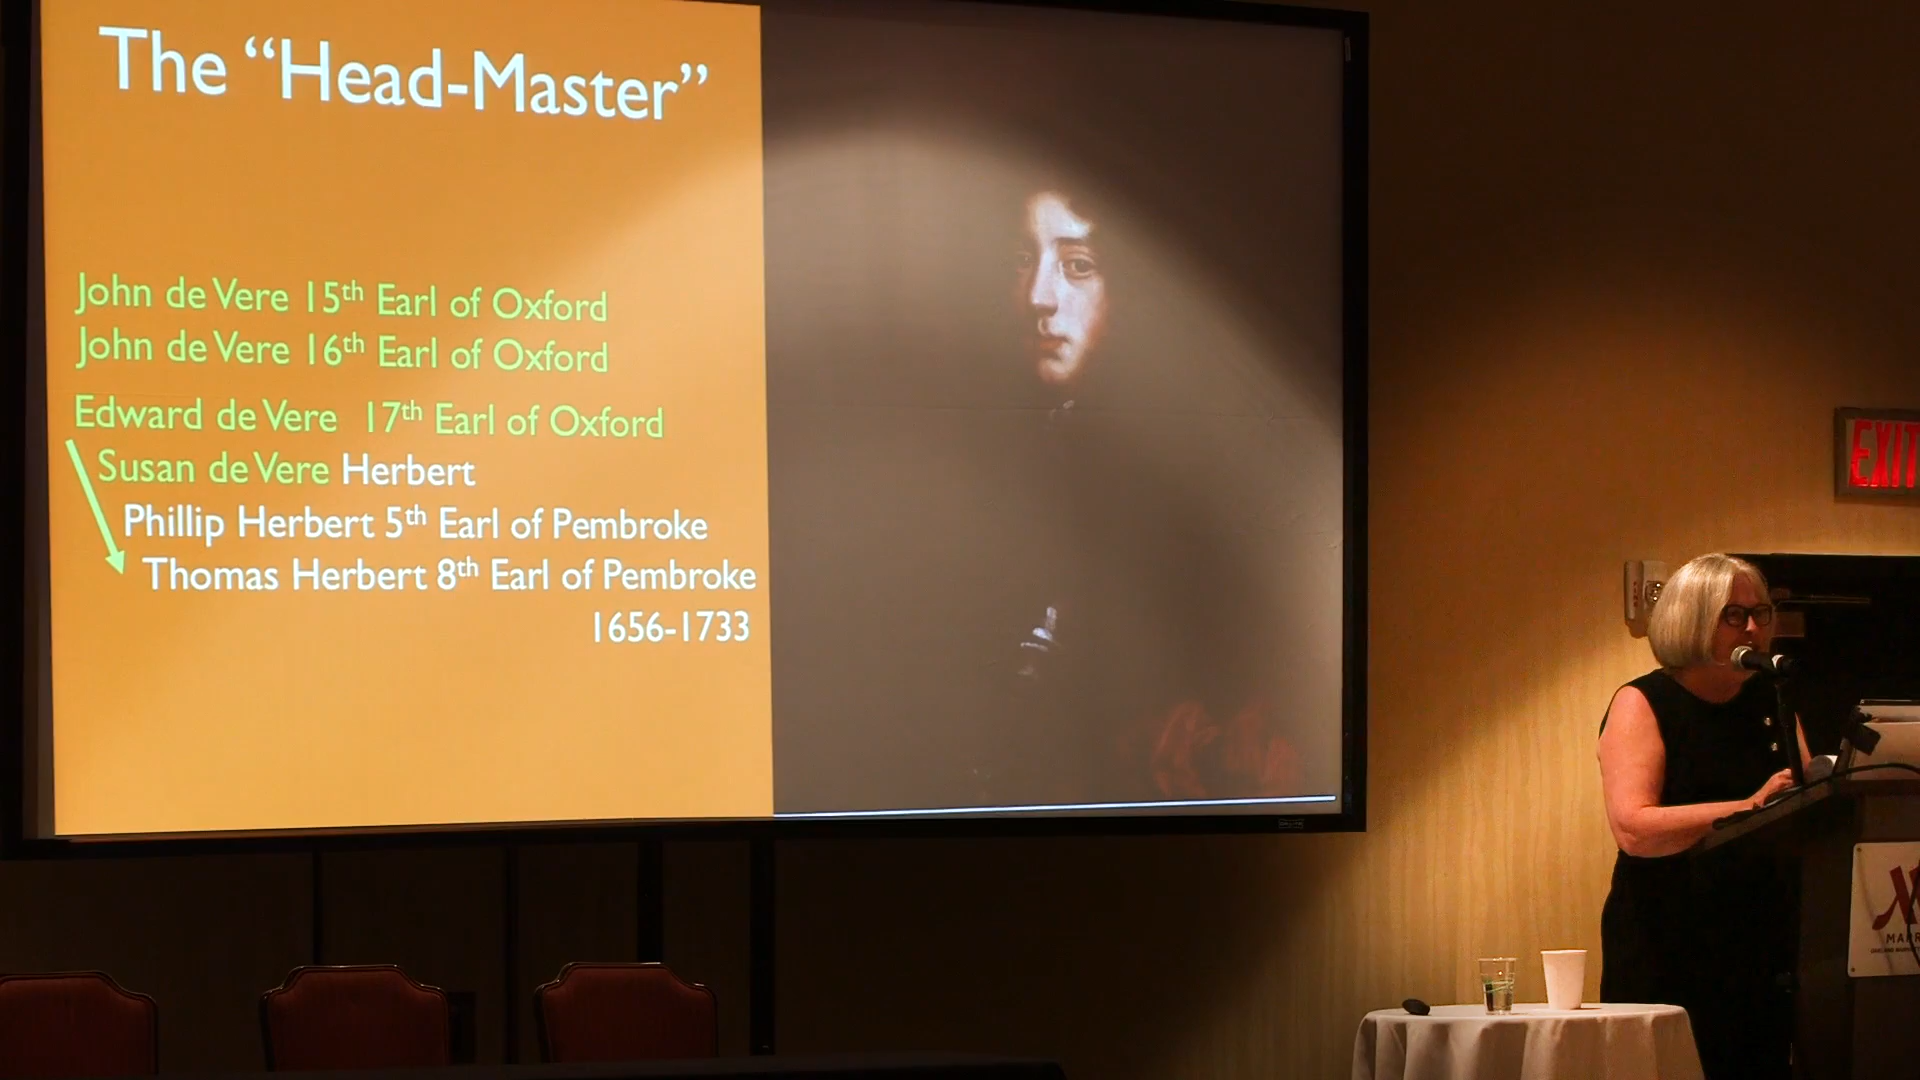 The “Head-Master”
John de Vere 15th Earl of Oxford
John de Vere 16th Earl of Oxford
Edward de Vere 17th Earl of Oxford
Susan de Vere Herbert
Phillip Herbert 5th Earl of Pembroke
Thomas Herbert 8th Earl of Pembroke
1656-1733
EXIT